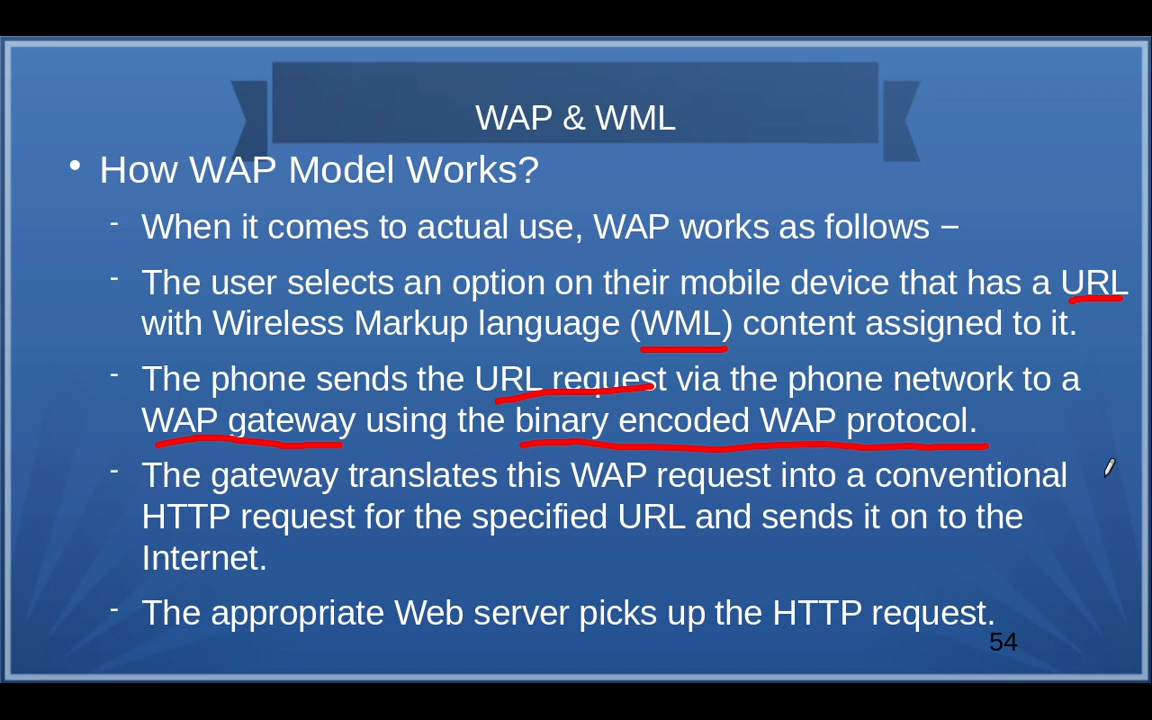 WAP & WML
• How WAP Model Works?
- When it comes to actual use, WAP works as follows −
- The user selects an option on their mobile device that has a URL
with Wireless Markup language (WML) content assigned to it.
- The phone sends the URL request via the phone network to a
WAP gateway using the binary encoded WAP protocol.
- The gateway translates this WAP request into a conventional
HTTP request for the specified URL and sends it on to the
Internet.
- The appropriate Web server picks up the HTTP request.
54